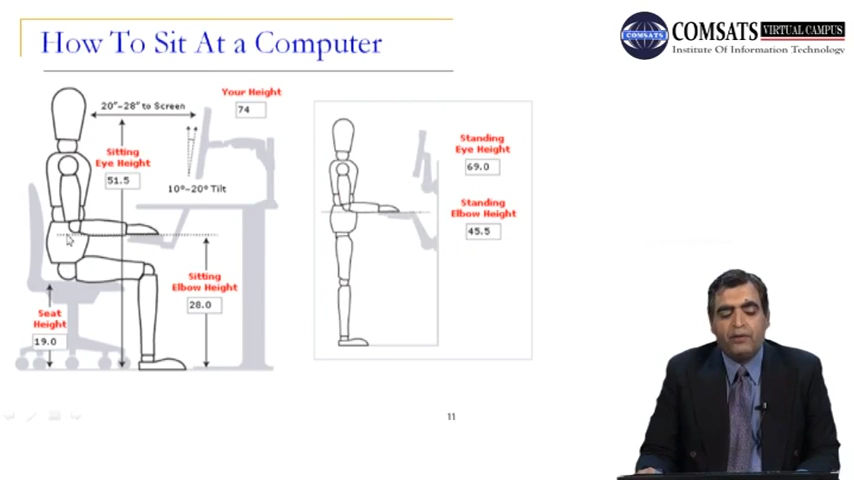 How To Sit At a Computer
COMSATS
COMSATS VIRTUAL CAMPUS
Institute Of Information Technology
20"-28" to Screen
Your Height
74
Sitting
Eye Height
51.5
10°-20° Tilt
Sitting
Elbow Height
28.0
Seat
Height
19.0
Standing
Eye Height
69.0
Standing
Elbow Height
45.5
11